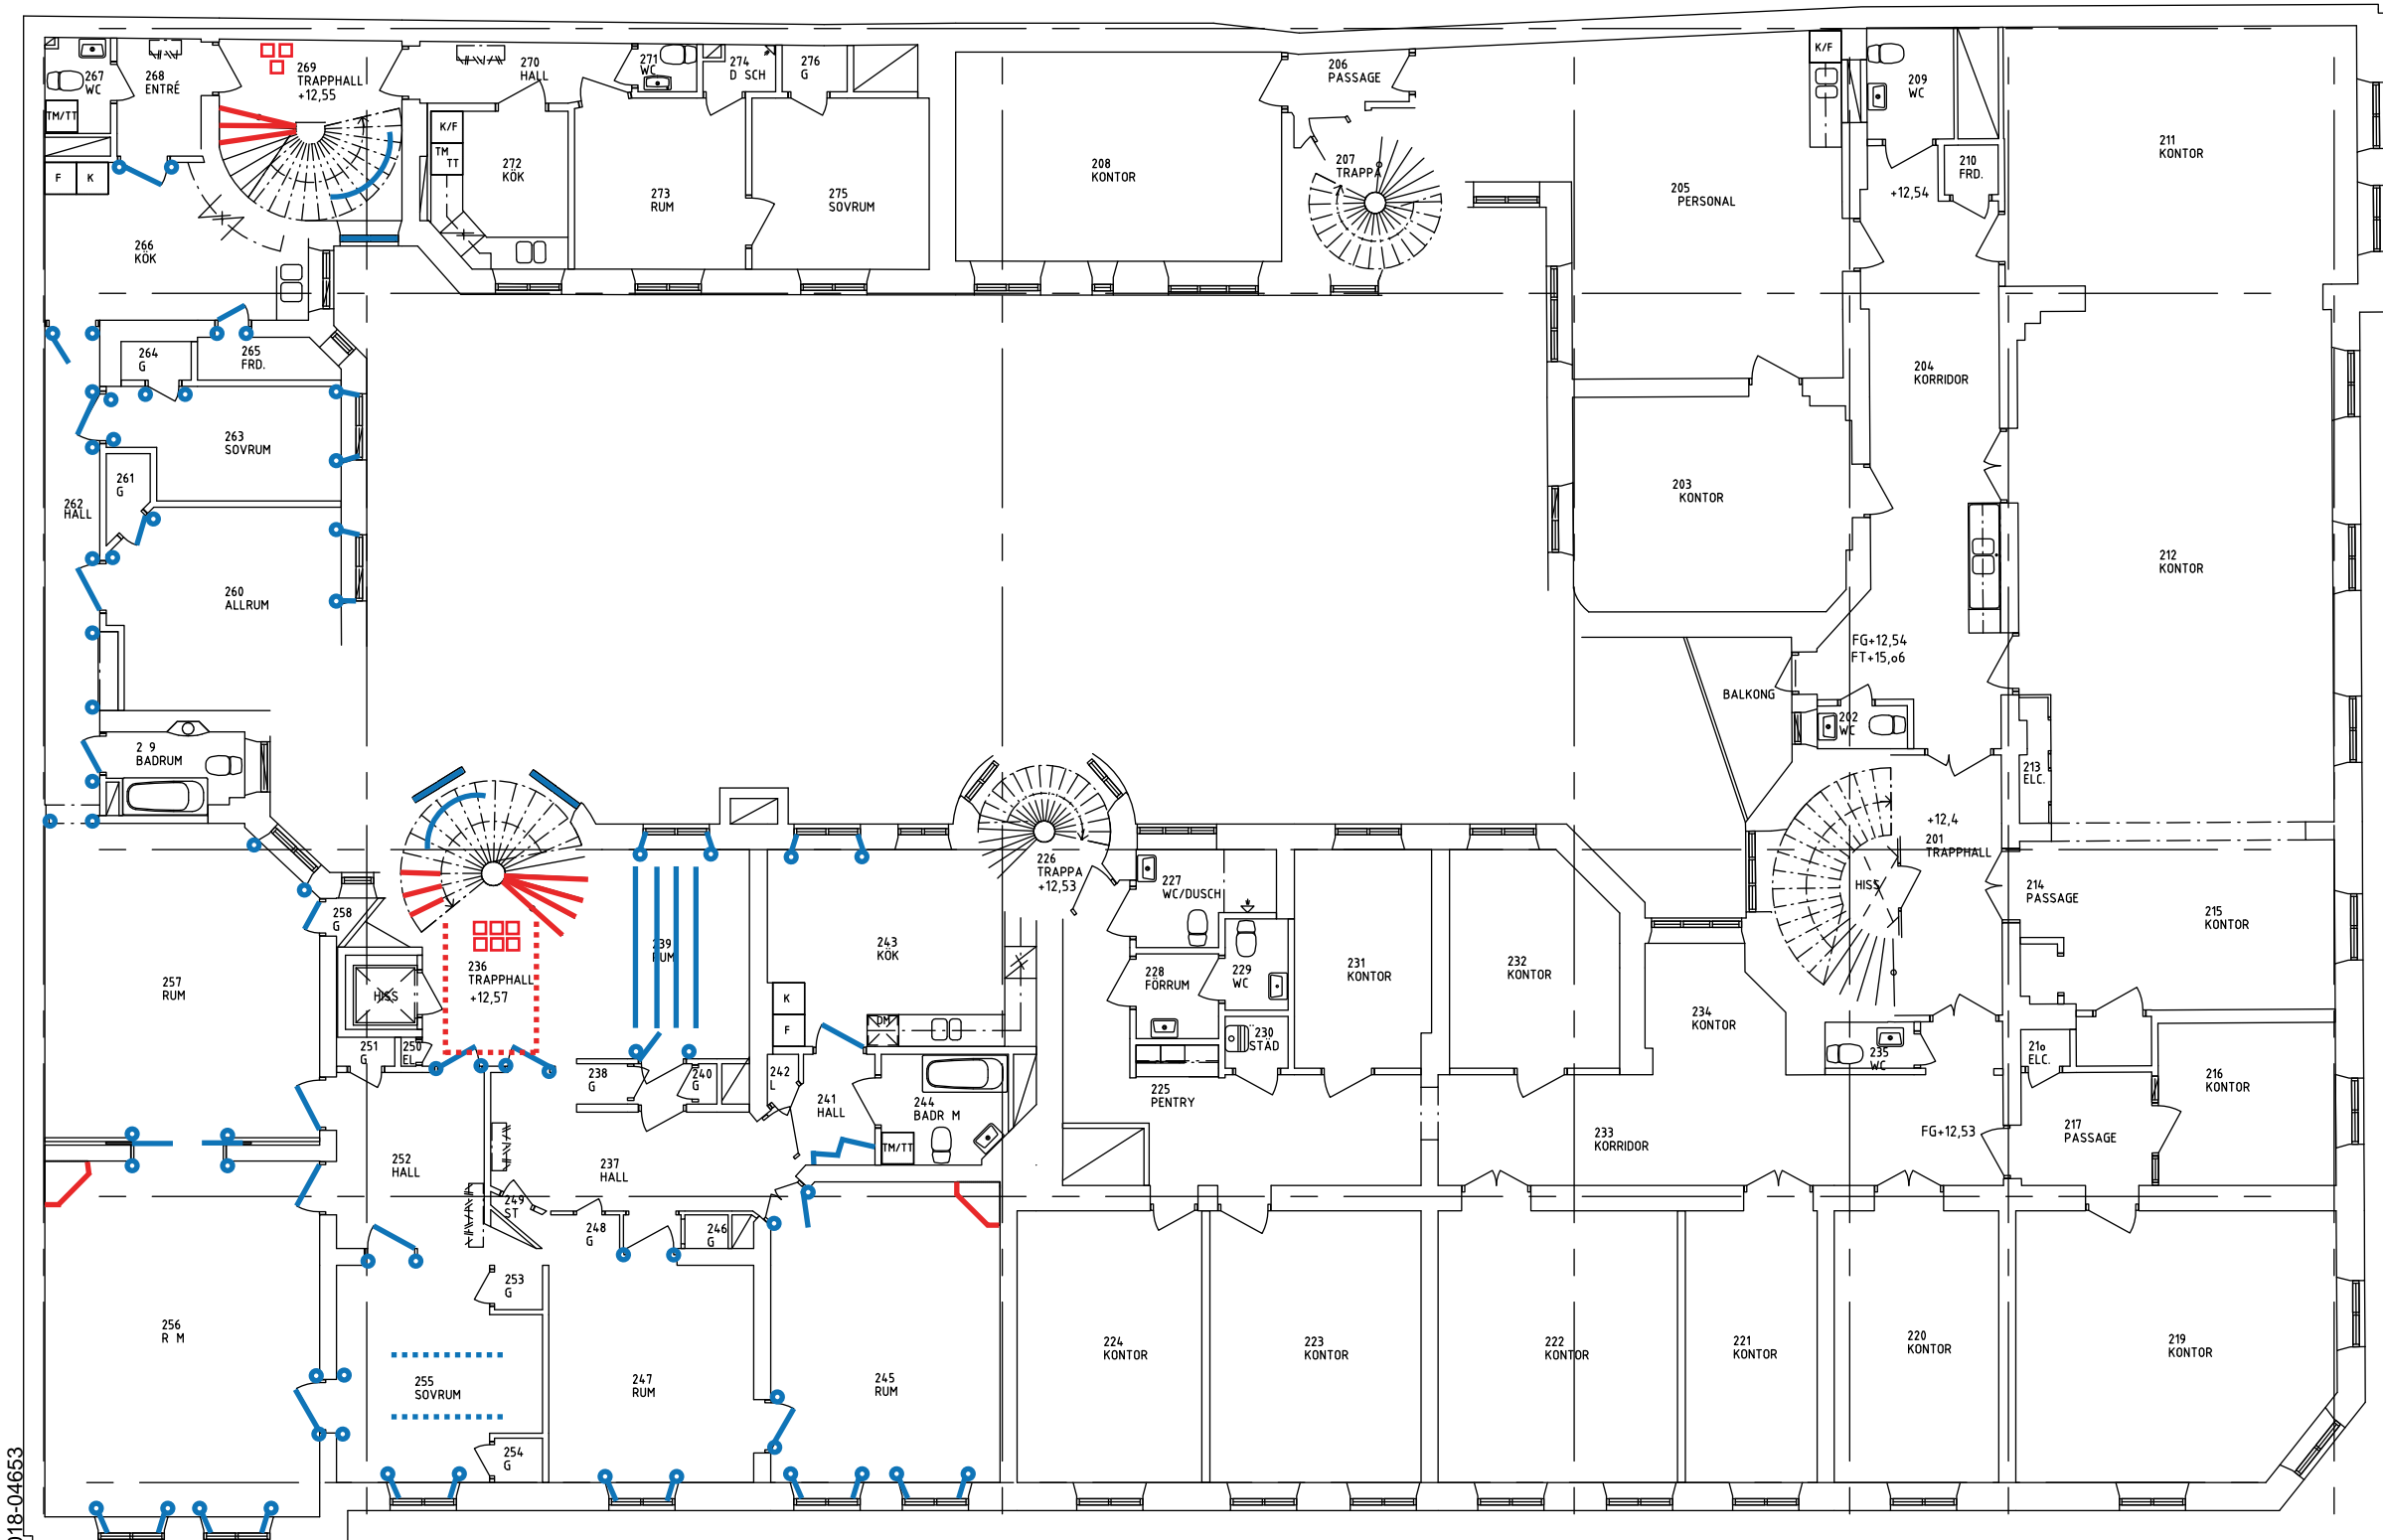 267
WC
268
ENTRÉ
269
TRAPPHALL
+12,55
TM/TT
F
K
266
KÖK
270
HALL
271
WC
274
D SCH
276
G
K/F
TM
TT
272
KÖK
273
RUM
275
SOVRUM
208
KONTOR
206
PASSAGE
207
TRAPPA
205
PERSONAL
K/F
209
WC
210
FRD.
+12,54
211
KONTOR
264
G
265
FRD.
204
KORRIDOR
263
SOVRUM
261
G
262
HALL
203
KONTOR
212
KONTOR
260
ALLRUM
FG+12,54
FT+15,06
BALKONG
202
WC
2 9
BADRUM
213
ELC.
+12,4
201
TRAPPHALL
HISS
226
TRAPPA
+12,53
227
WC/DUSCH
214
PASSAGE
215
KONTOR
258
G
239
RUM
243
KÖK
236
TRAPPHALL
+12,57
257
RUM
HISS
K
F
DM
228
FÖRRUM
229
WC
231
KONTOR
232
KONTOR
234
KONTOR
230
STÄD
235
WC
210
ELC.
216
KONTOR
251
G
250
EL.
238
G
240
G
242
L
241
HALL
244
BADR M
TM/TT
225
PENTRY
233
KORRIDOR
FG+12,53
217
PASSAGE
252
HALL
237
HALL
249
ST
248
G
246
G
253
G
256
R M
255
SOVRUM
254
G
247
RUM
245
RUM
224
KONTOR
223
KONTOR
222
KONTOR
221
KONTOR
220
KONTOR
219
KONTOR
018-04653